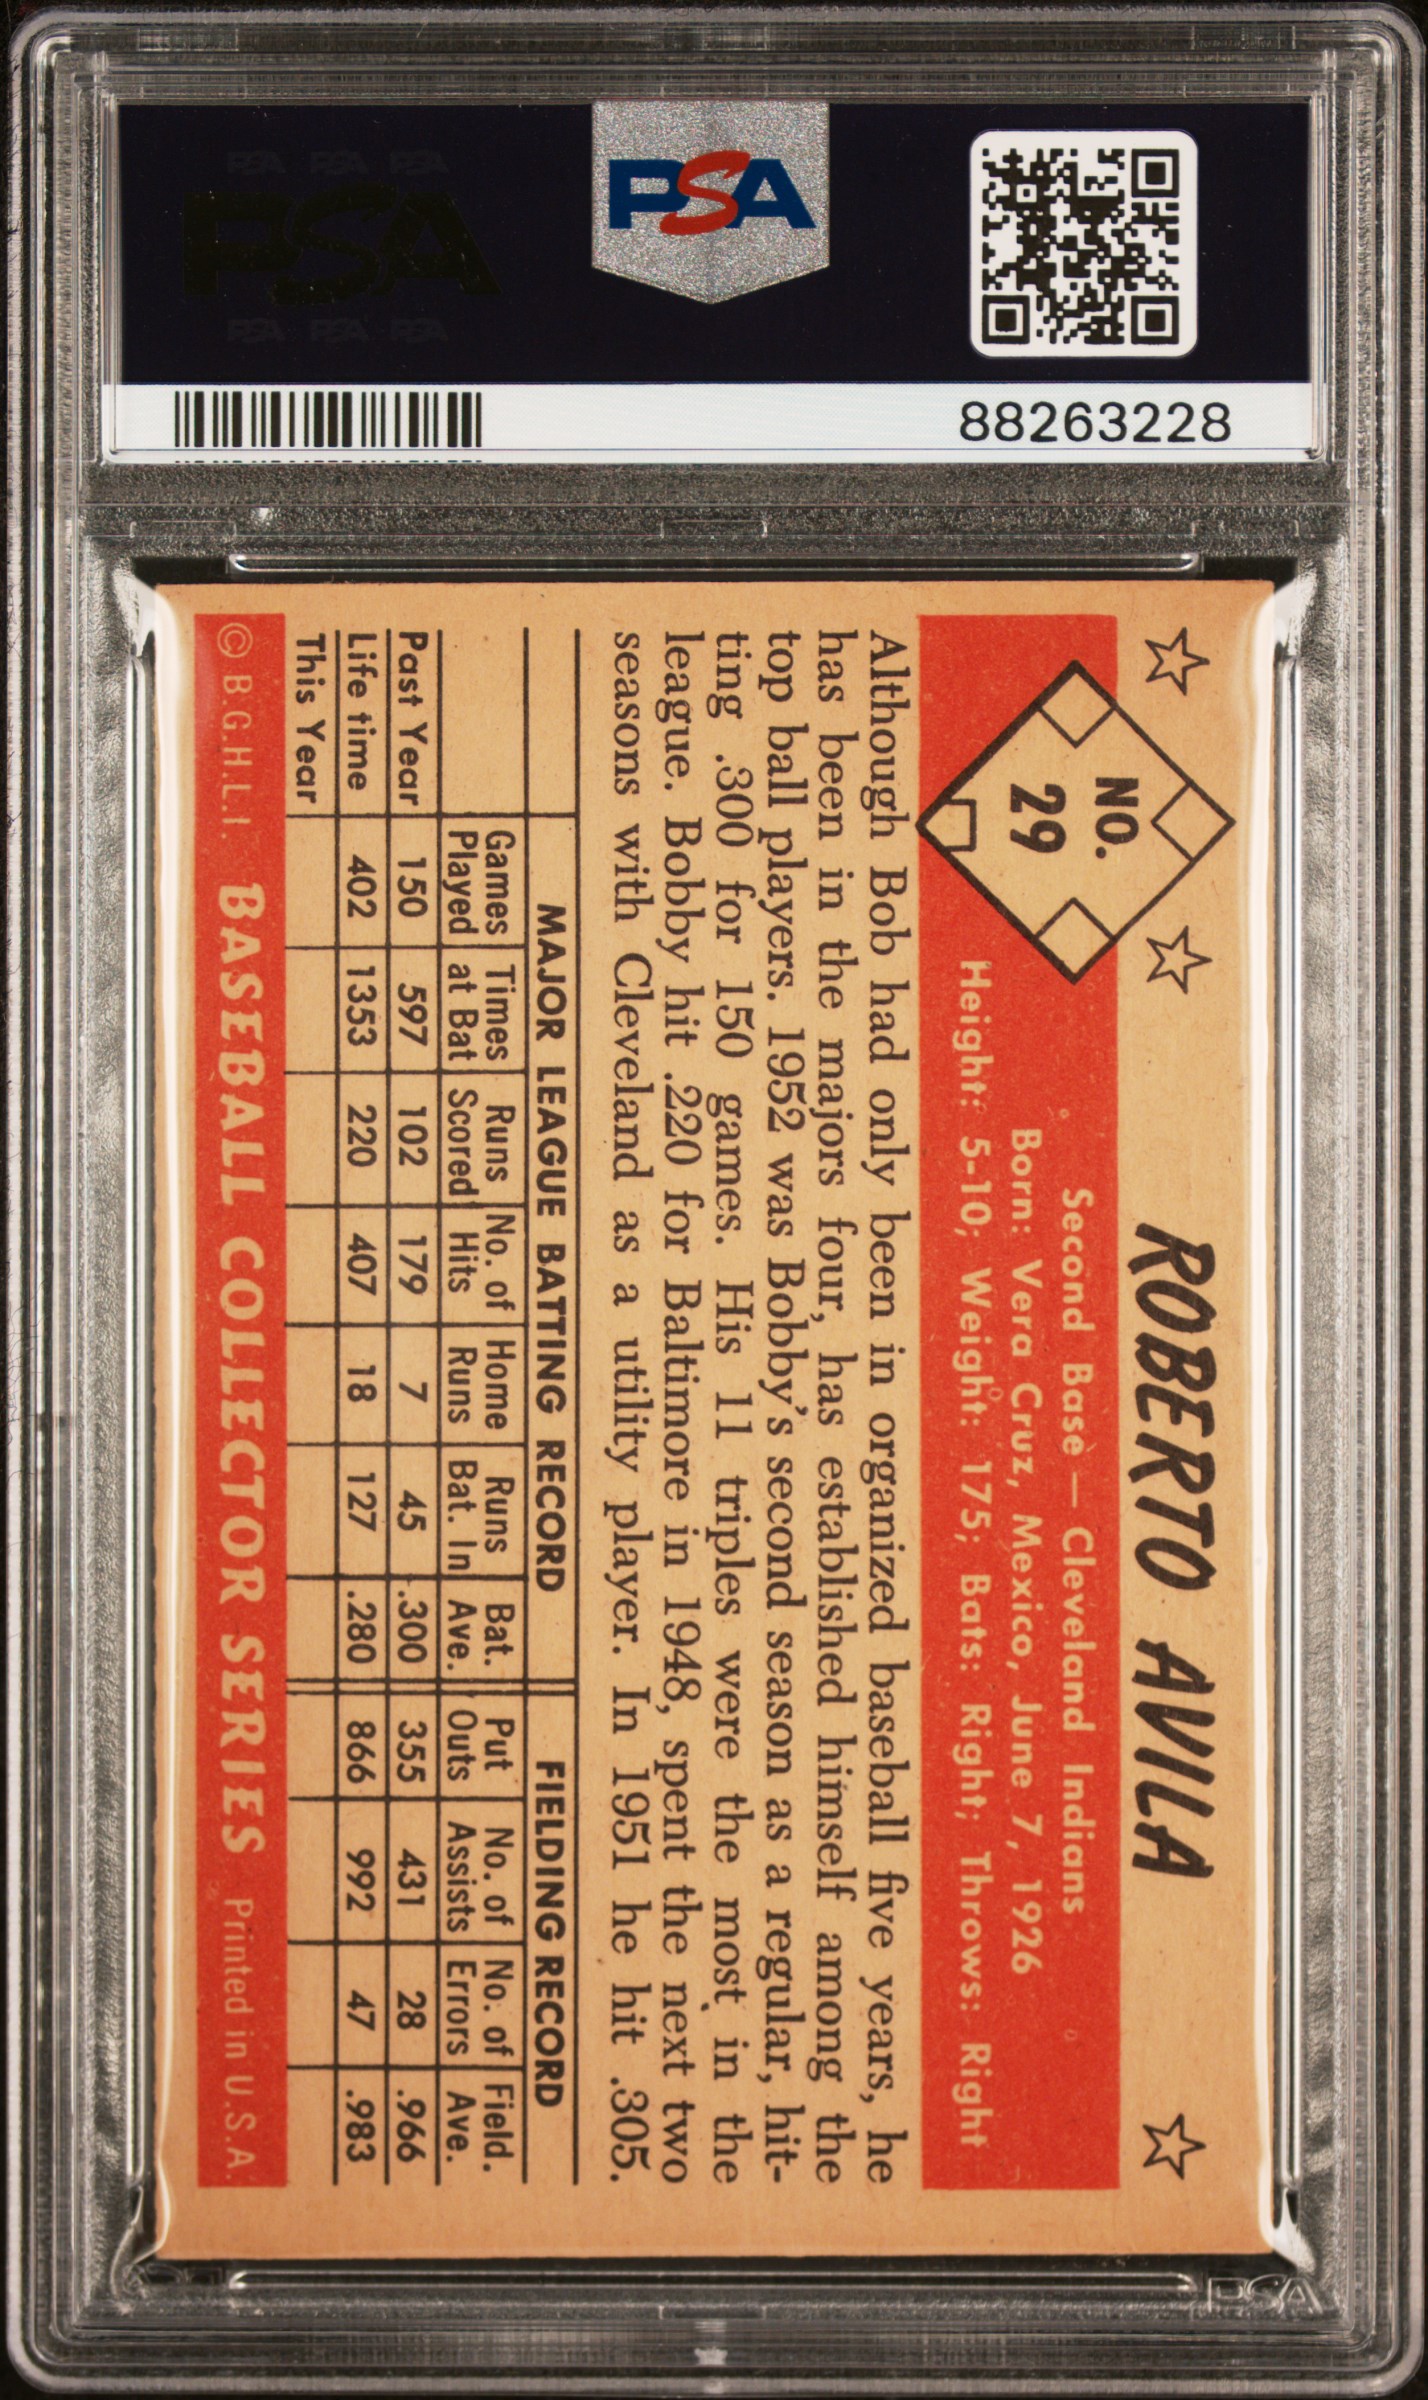 PSA PSA PSA
PSA
PSA PSA PSA
PSA
88263228
NO.
29
ROBERTO AVILA
Second Base — Cleveland Indians
Born: Vera Cruz, Mexico, June 7, 1926
Height: 5-10; Weight: 175; Bats: Right; Throws: Right
Although Bob had only been in organized baseball five years, he
has been in the majors four, has established himself among the
top ball players. 1952 was Bobby's second season as a regular, hit-
ting .300 for 150 games. His 11 triples were the most in the
league. Bobby hit .220 for Baltimore in 1948, spent the next two
seasons with Cleveland as a utility player. In 1951 he hit .305.
MAJOR LEAGUE BATTING RECORD FIELDING RECORD
Games Times Runs No. of Home Runs Bat. Put No. of No. of Field.
Played at Bat Scored Hits Runs Bat. In Ave. Outs Assists Errors Ave.
Past Year 150 597 102 179 7 45 .300 355 431 28 .966
Life time 402 1353 220 407 18 127 .280 866 992 47 .983
This Year
© B.G.H.L.I. BASEBALL COLLECTOR SERIES Printed in U.S.A.
PSA